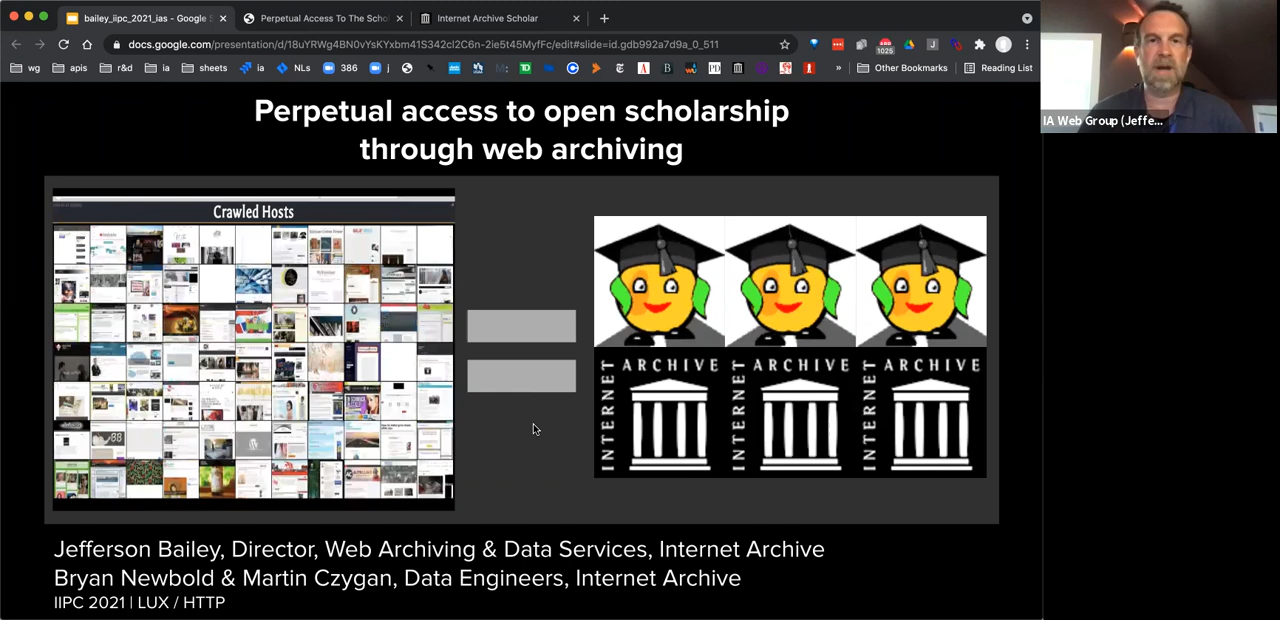 bailey_iipc_2021_ias - Google S
Perpetual Access To The Schol
Internet Archive Scholar
docs.google.com/presentation/d/18uYRWg4BN0vYsKYxbm41S342cI2C6n-2ie5t45MyfFc/edit#slide=id.gdb992a7d9a_0_511
1025
wg apis r&d ia sheets ia NLs 386 j Other Bookmarks Reading List
IA Web Group (Jeffe...
Perpetual access to open scholarship
through web archiving
Crawled Hosts
INTERNET ARCHIVE INTERNET ARCHIVE INTERNET ARCHIVE
Jefferson Bailey, Director, Web Archiving & Data Services, Internet Archive
Bryan Newbold & Martin Czygan, Data Engineers, Internet Archive
IIPC 2021 | LUX / HTTP